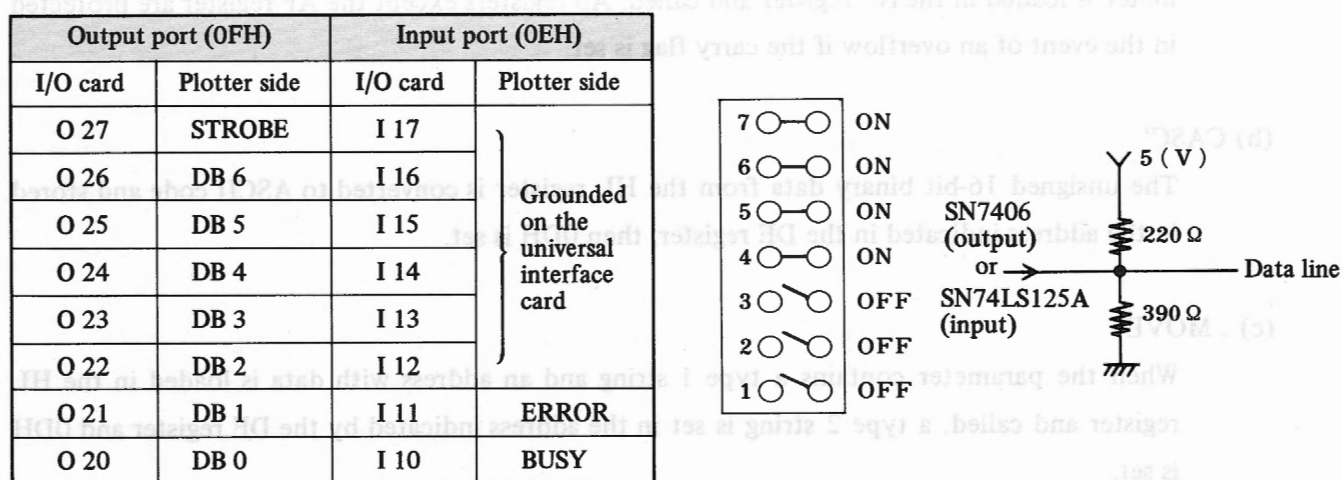 Output port (0FH) Input port (0EH)
I/O card Plotter side I/O card Plotter side
O 27 STROBE I 17
O 26 DB 6 I 16
O 25 DB 5 I 15
O 24 DB 4 I 14
O 23 DB 3 I 13
O 22 DB 2 I 12
Grounded
on the
universal
interface
card
O 21 DB 1 I 11 ERROR
O 20 DB 0 I 10 BUSY
7 ON
6 ON
5 ON
4 ON
3 OFF
2 OFF
1 OFF
5 ( V )
SN7406
(output)
or
SN74LS125A
(input)
220 Ω
390 Ω
Data line